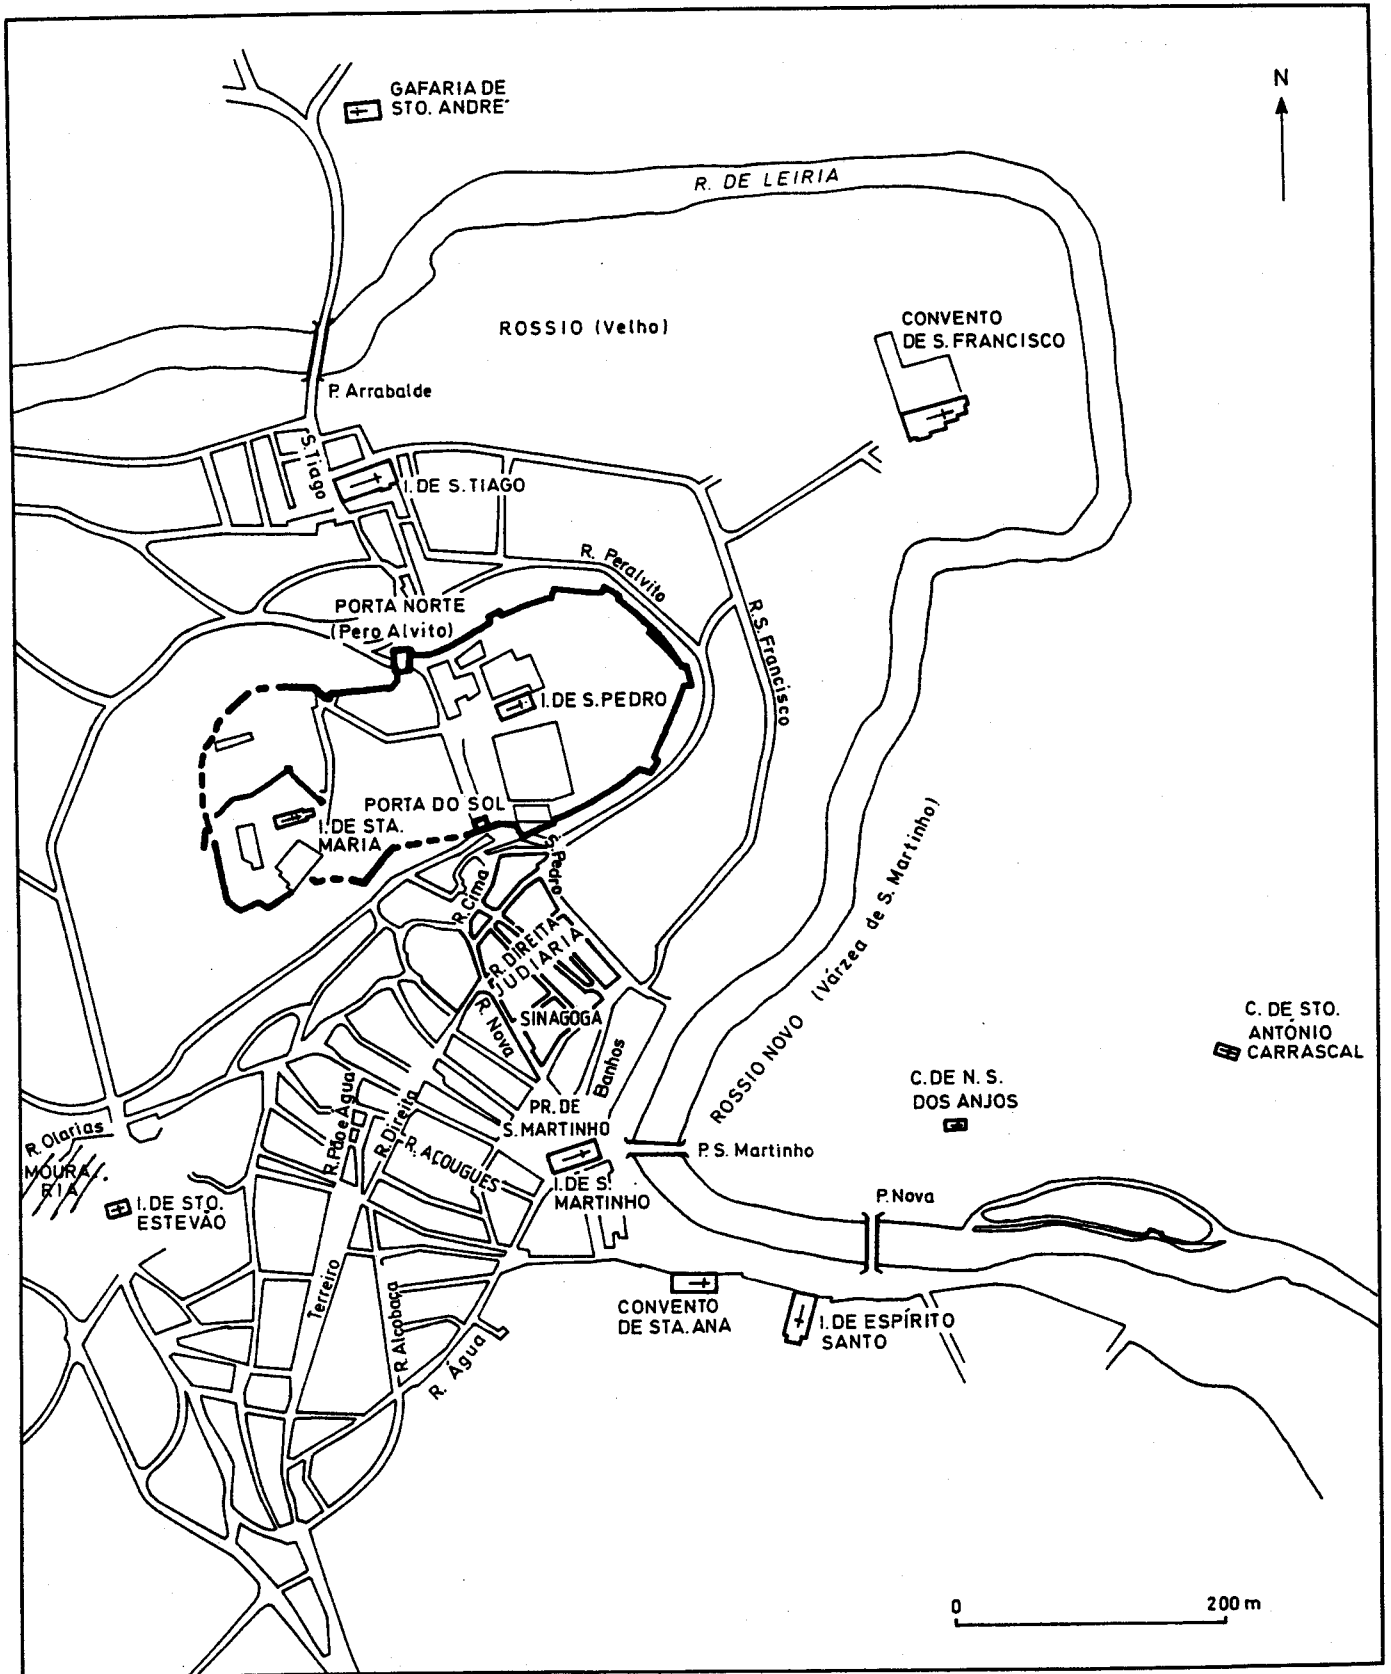 GAFARIA DE
STO. ANDRÉ
N
R. DE LEIRIA
ROSSIO (Velho)
CONVENTO
DE S. FRANCISCO
P. Arrabalde
S. Tiago
I. DE S. TIAGO
R. Peralvito
PORTA NORTE
(Pero Alvito)
R. S. Francisco
I. DE S. PEDRO
PORTA DO SOL
I. DE STA.
MARIA
S. Pedro
R. Cima
R. DIREITA
JUDIARIA
SINAGOGA
R. Nova
Banhos
ROSSIO NOVO (Várzea de S. Martinho)
C. DE STO.
ANTÓNIO
CARRASCAL
C. DE N. S.
DOS ANJOS
PR. DE
S. MARTINHO
R. Olarias
MOURA.
RIA
R. Pão e Água
R. Direita
R. AÇOUGUES
P. S. Martinho
I. DE S.
MARTINHO
I. DE STO.
ESTEVÃO
P. Nova
Terreiro
R. Alcobaça
R. Água
CONVENTO
DE STA. ANA
I. DE ESPÍRITO
SANTO
0 200 m